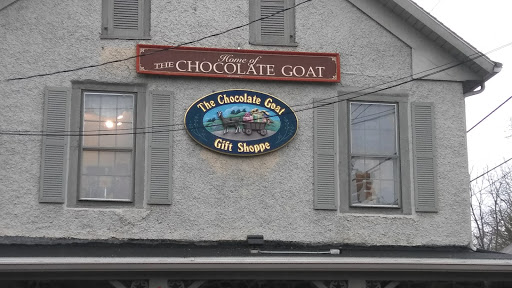 Home of
THE CHOCOLATE GOAT
The Chocolate Goat
Gift Shoppe